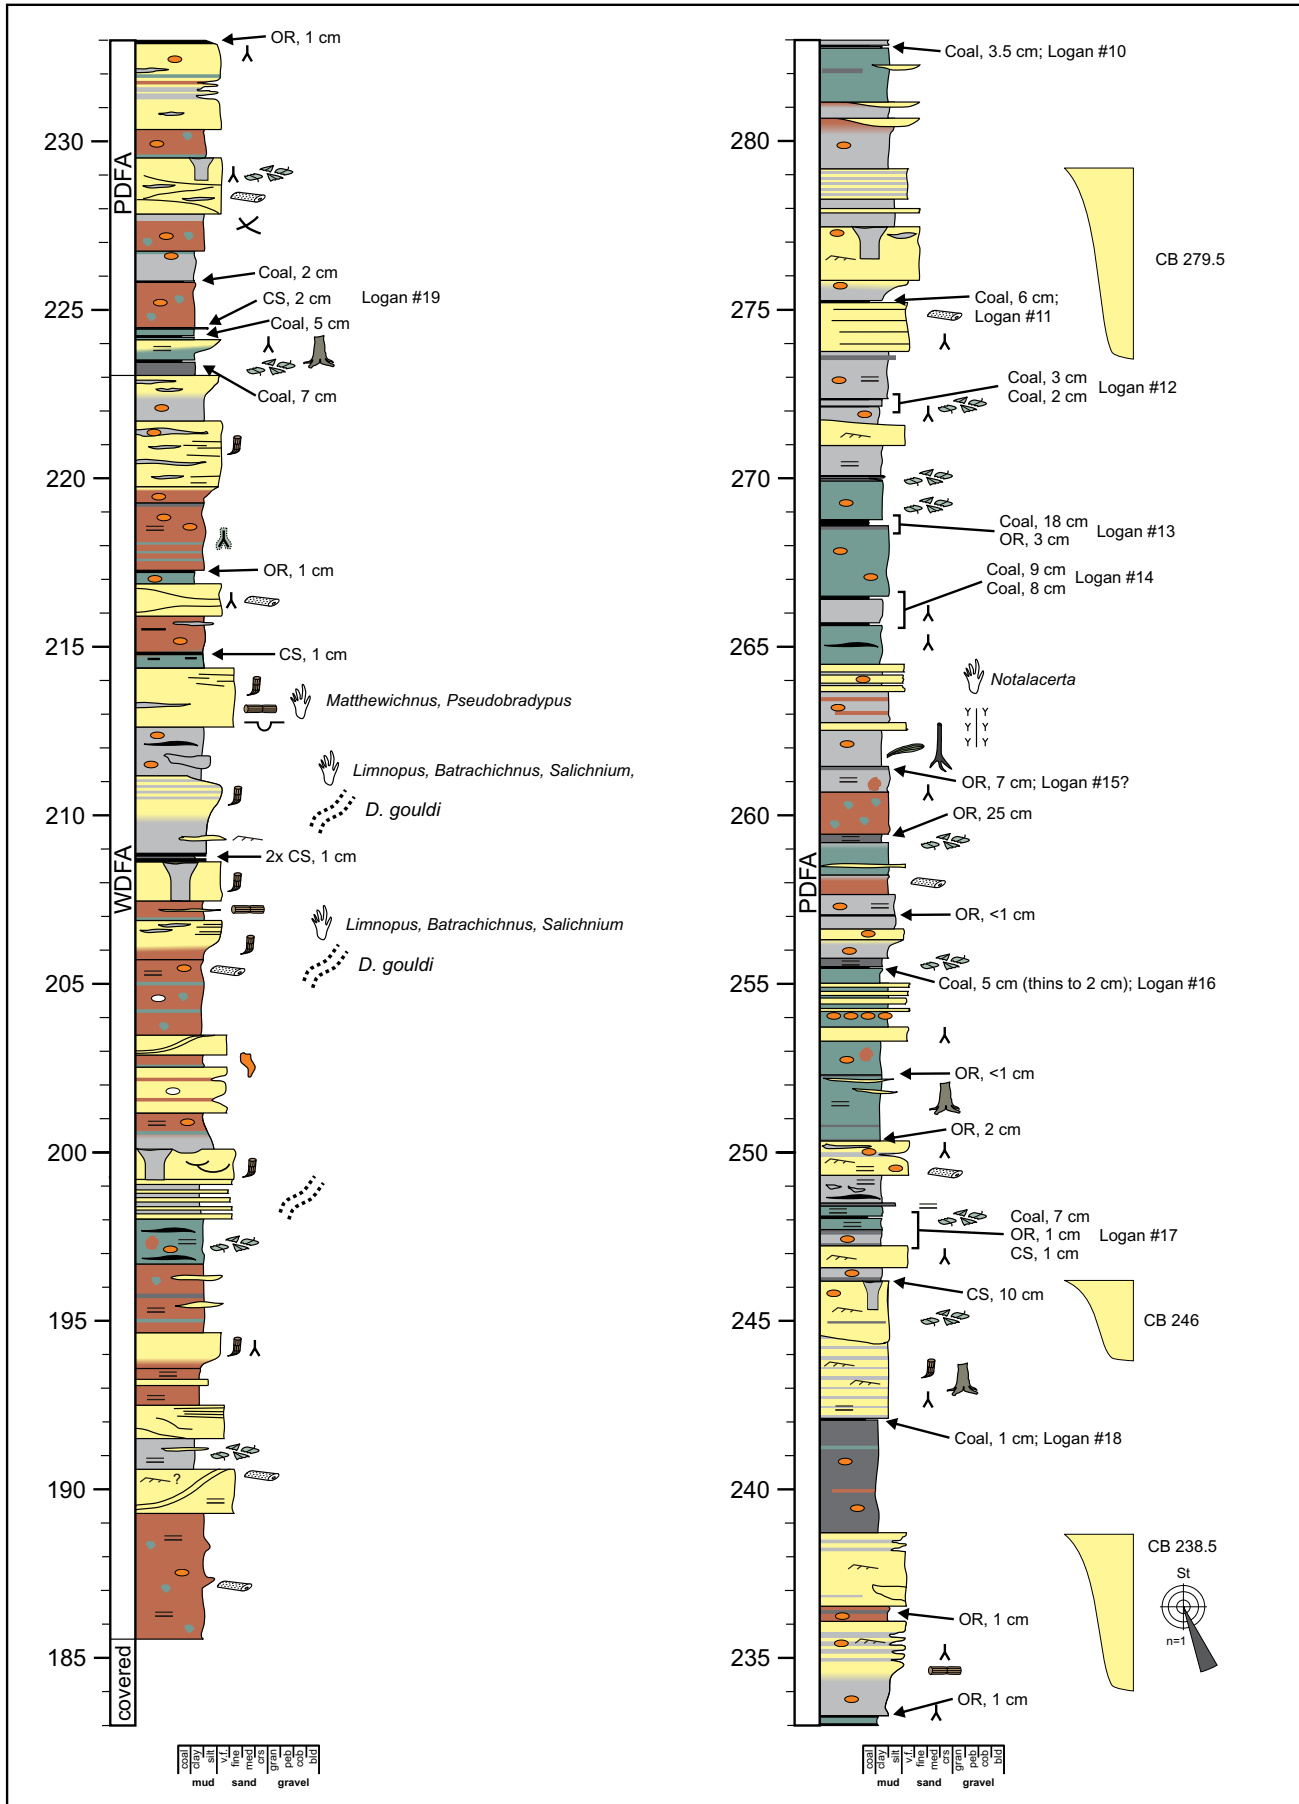 OR, 1 cm
230
PDFA
Coal, 2 cm
CS, 2 cm
Logan #19
225
Coal, 5 cm
Coal, 7 cm
220
OR, 1 cm
215
CS, 1 cm
Matthewichnus, Pseudobradypus
Limnopus, Batrachichnus, Salichnium,
D. gouldi
210
2x CS, 1 cm
WDFA
Limnopus, Batrachichnus, Salichnium
D. gouldi
205
200
195
?
190
185
covered
coal
clay
silt
v.f.
fine
med
crs
gran
peb
cob
bld
mud sand gravel
Coal, 3.5 cm; Logan #10
280
CB 279.5
Coal, 6 cm;
Logan #11
275
Coal, 3 cm
Coal, 2 cm
Logan #12
270
Coal, 18 cm
OR, 3 cm
Logan #13
Coal, 9 cm
Coal, 8 cm
Logan #14
265
Notalacerta
Y Y
Y Y
Y Y
OR, 7 cm; Logan #15?
OR, 25 cm
260
PDFA
OR, <1 cm
Coal, 5 cm (thins to 2 cm); Logan #16
255
OR, <1 cm
OR, 2 cm
250
Coal, 7 cm
OR, 1 cm
CS, 1 cm
Logan #17
CS, 10 cm
245
CB 246
Coal, 1 cm; Logan #18
240
CB 238.5
St
n=1
OR, 1 cm
235
OR, 1 cm
coal
clay
silt
v.f.
fine
med
crs
gran
peb
cob
bld
mud sand gravel